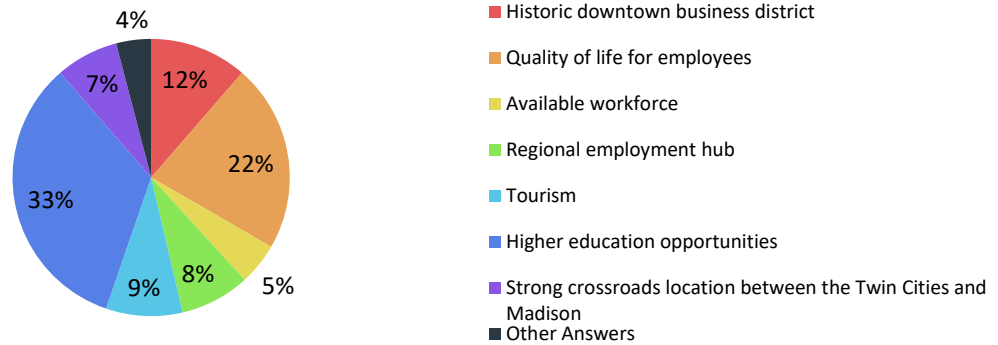 4%
12%
7%
22%
33%
8%
9%
5%
Historic downtown business district
Quality of life for employees
Available workforce
Regional employment hub
Tourism
Higher education opportunities
Strong crossroads location between the Twin Cities and
Madison
Other Answers